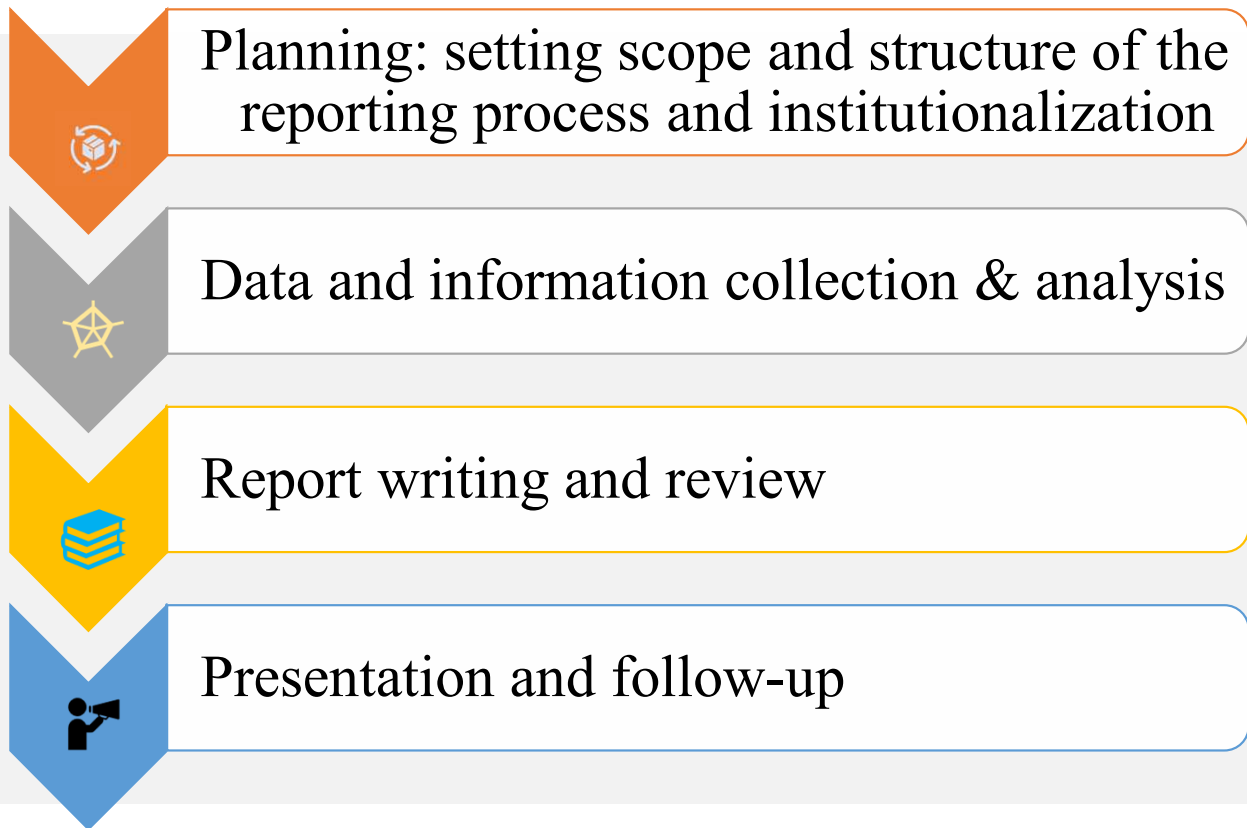 Planning: setting scope and structure of the
reporting process and institutionalization
Data and information collection & analysis
Report writing and review
Presentation and follow-up